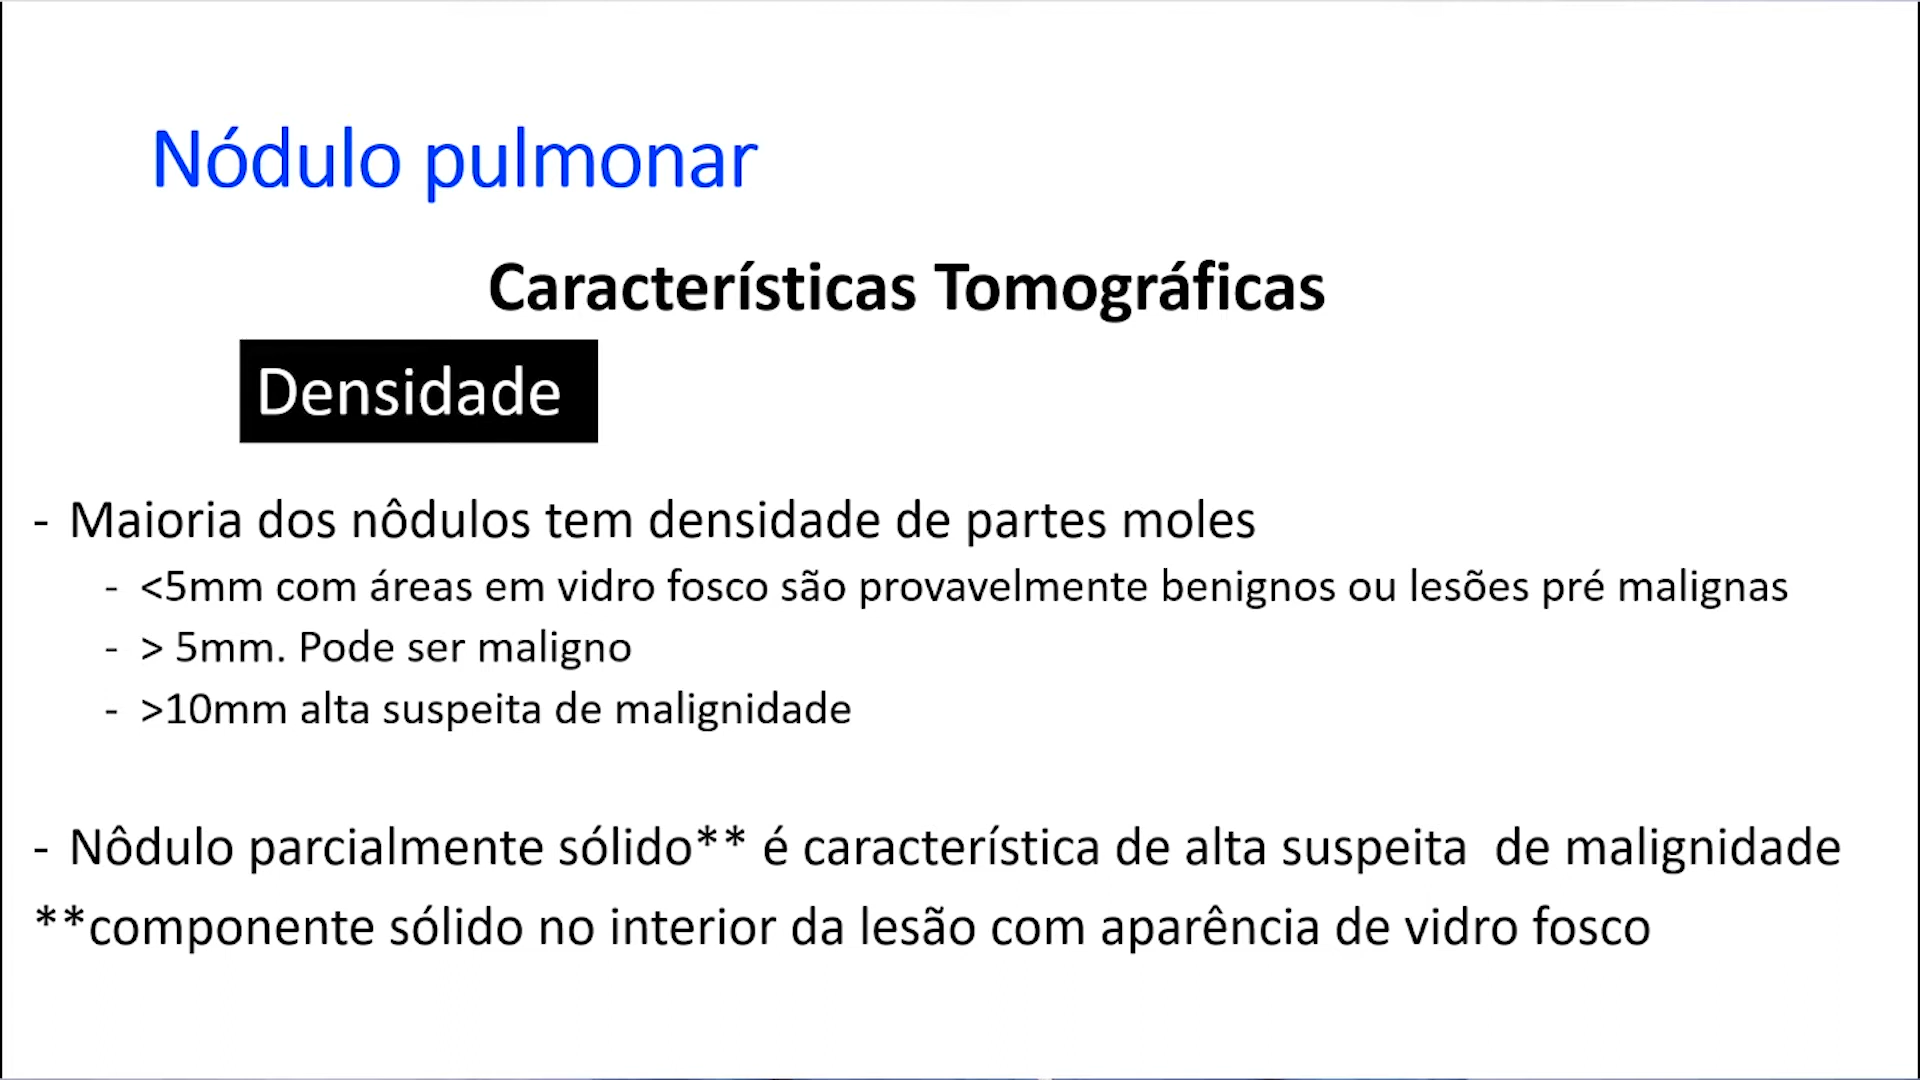 Nódulo pulmonar
Características Tomográficas
Densidade
- Maioria dos nôdulos tem densidade de partes moles
- <5mm com áreas em vidro fosco são provavelmente benignos ou lesões pré malignas
- > 5mm. Pode ser maligno
- >10mm alta suspeita de malignidade
- Nôdulo parcialmente sólido** é característica de alta suspeita  de malignidade
**componente sólido no interior da lesão com aparência de vidro fosco